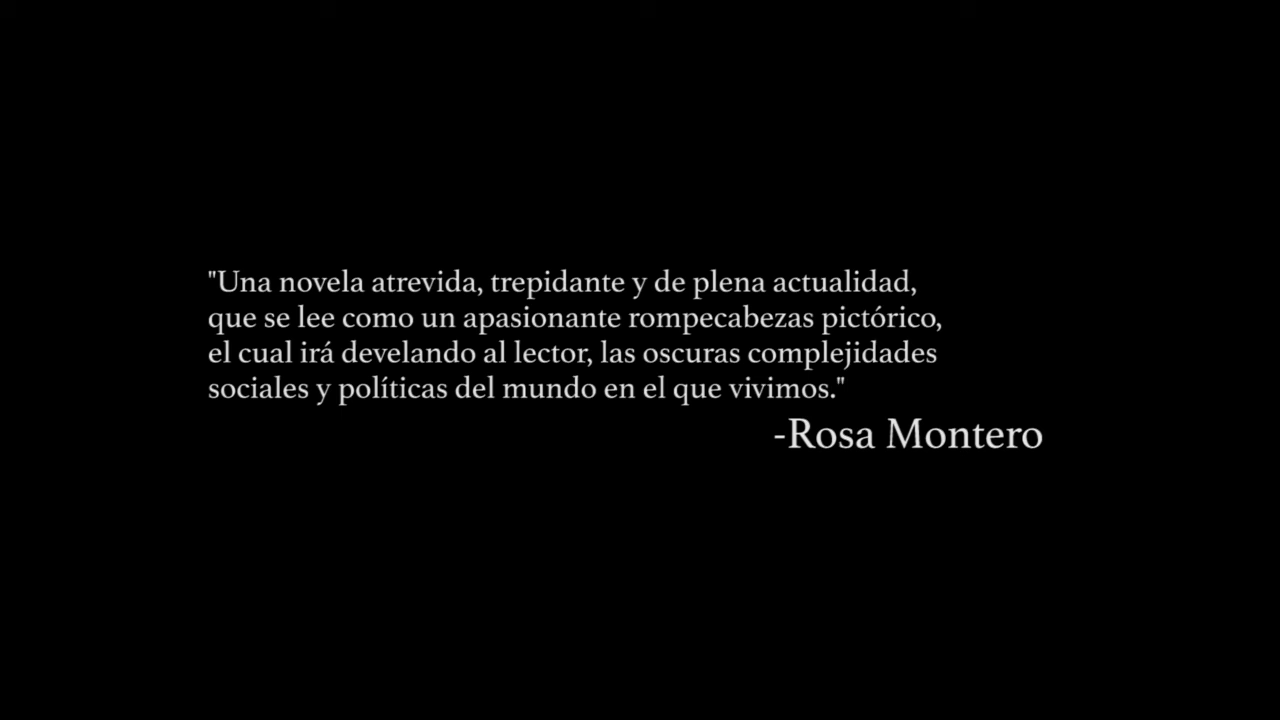 "Una novela atrevida, trepidante y de plena actualidad,
que se lee como un apasionante rompecabezas pictórico,
el cual irá develando al lector, las oscuras complejidades
sociales y políticas del mundo en el que vivimos."
-Rosa Montero